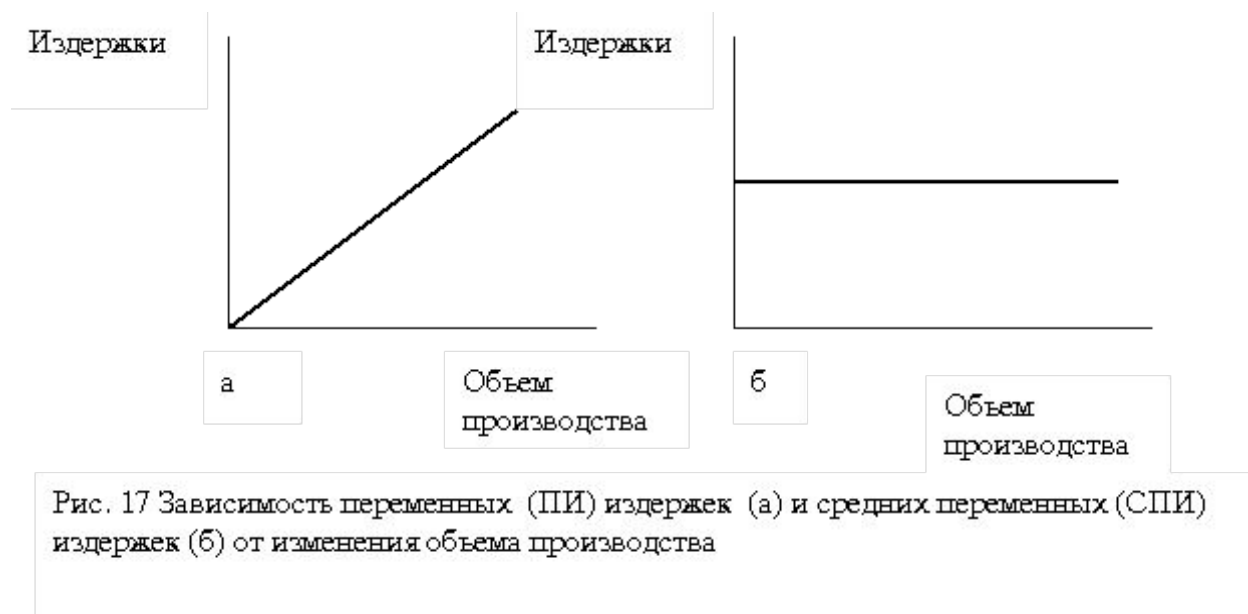 Издержки
Издержки
а
Объем
производства
б
Объем
производства
Рис. 17 Зависимость переменных (ПИ) издержек (а) и средних переменных (СПИ)
издержек (б) от изменения объема производства